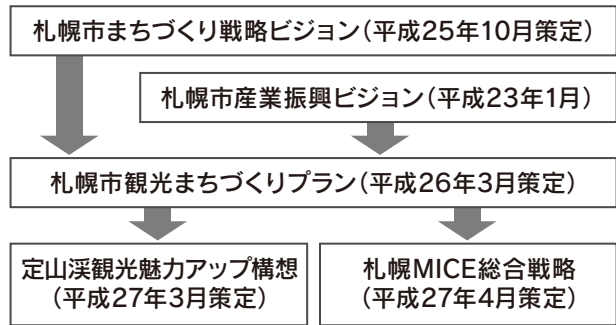 札幌市まちづくり戦略ビジョン（平成25年10月策定）
札幌市産業振興ビジョン（平成23年1月）
札幌市観光まちづくりプラン（平成26年3月策定）
定山渓観光魅力アップ構想
（平成27年3月策定）
札幌MICE総合戦略
（平成27年4月策定）